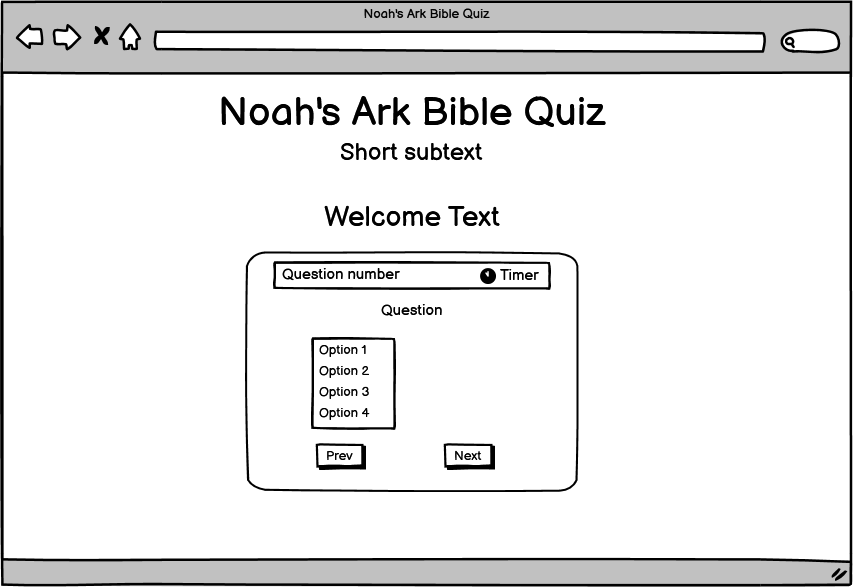 Noah's Ark Bible Quiz
Noah's Ark Bible Quiz
Short subtext
Welcome Text
Question number Timer
Question
Option 1
Option 2
Option 3
Option 4
Prev Next